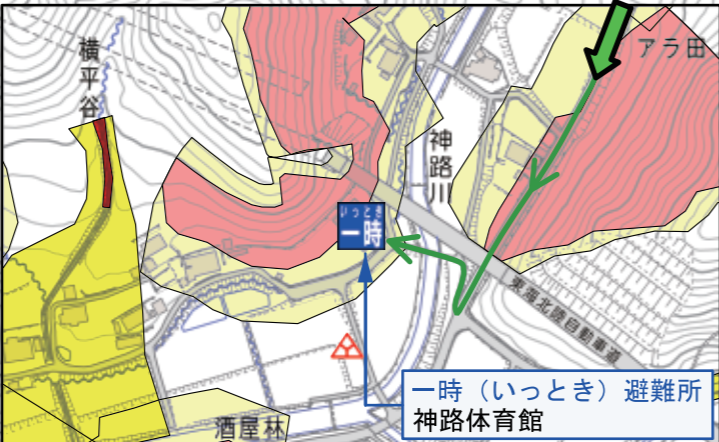 横平谷
アラ田
神路川
いっとき
一時
東海北陸自動車道
一時（いっとき）避難所
神路体育館
酒屋林